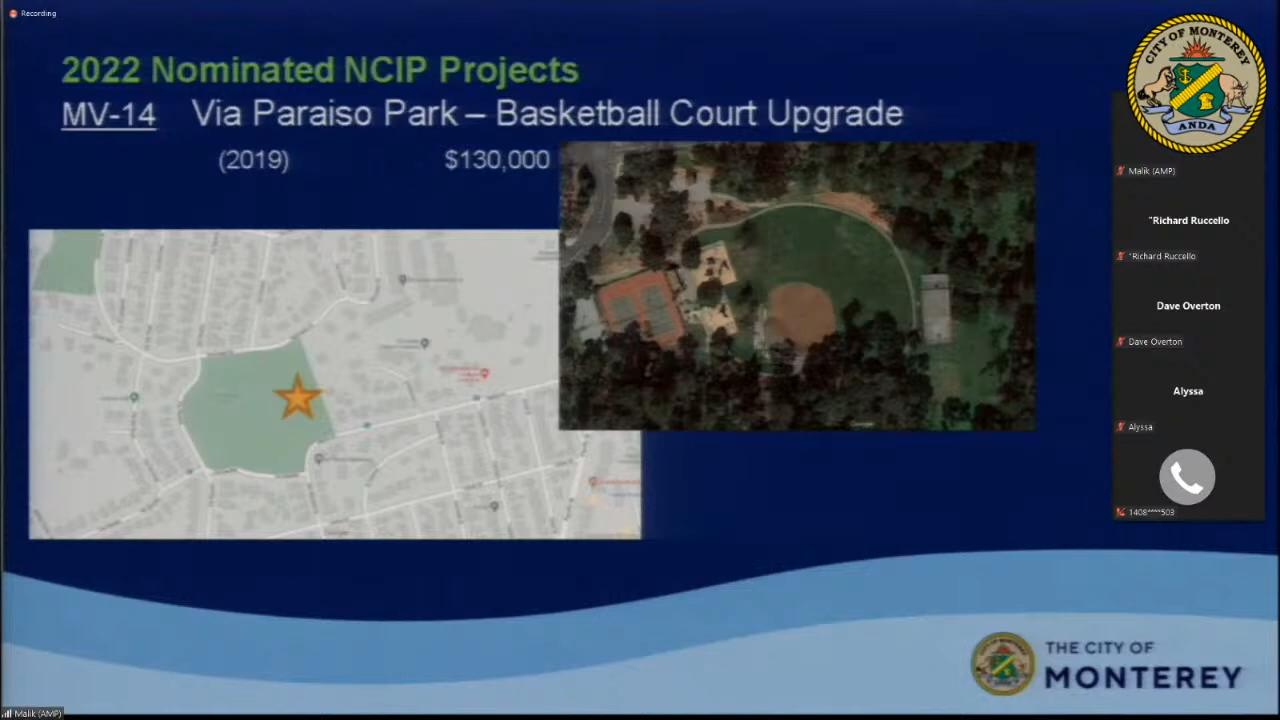 Recording
2022 Nominated NCIP Projects
MV-14 Via Paraiso Park – Basketball Court Upgrade
(2019) $130,000
CITY OF MONTEREY
ANDA
Malik (AMP)
"Richard Ruccello
"Richard Ruccello
Dave Overton
Dave Overton
Alyssa
Alyssa
1408****503
THE CITY OF
MONTEREY
Malik (AMP)